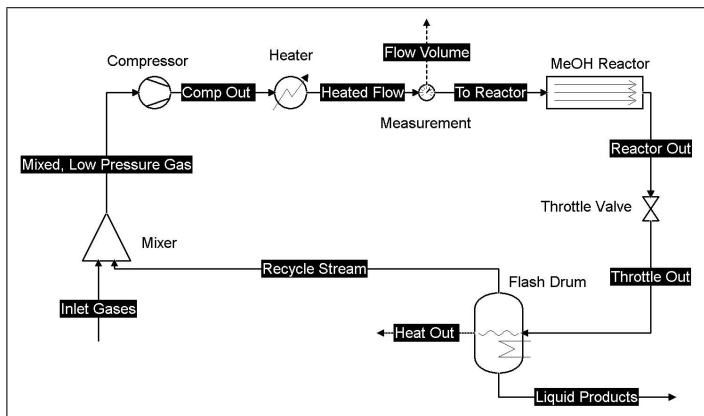 Flow Volume
Compressor
Heater
MeOH Reactor
Comp Out
Heated Flow
To Reactor
Measurement
Reactor Out
Mixed, Low Pressure Gas
Throttle Valve
Mixer
Recycle Stream
Flash Drum
Throttle Out
Inlet Gases
Heat Out
Liquid Products